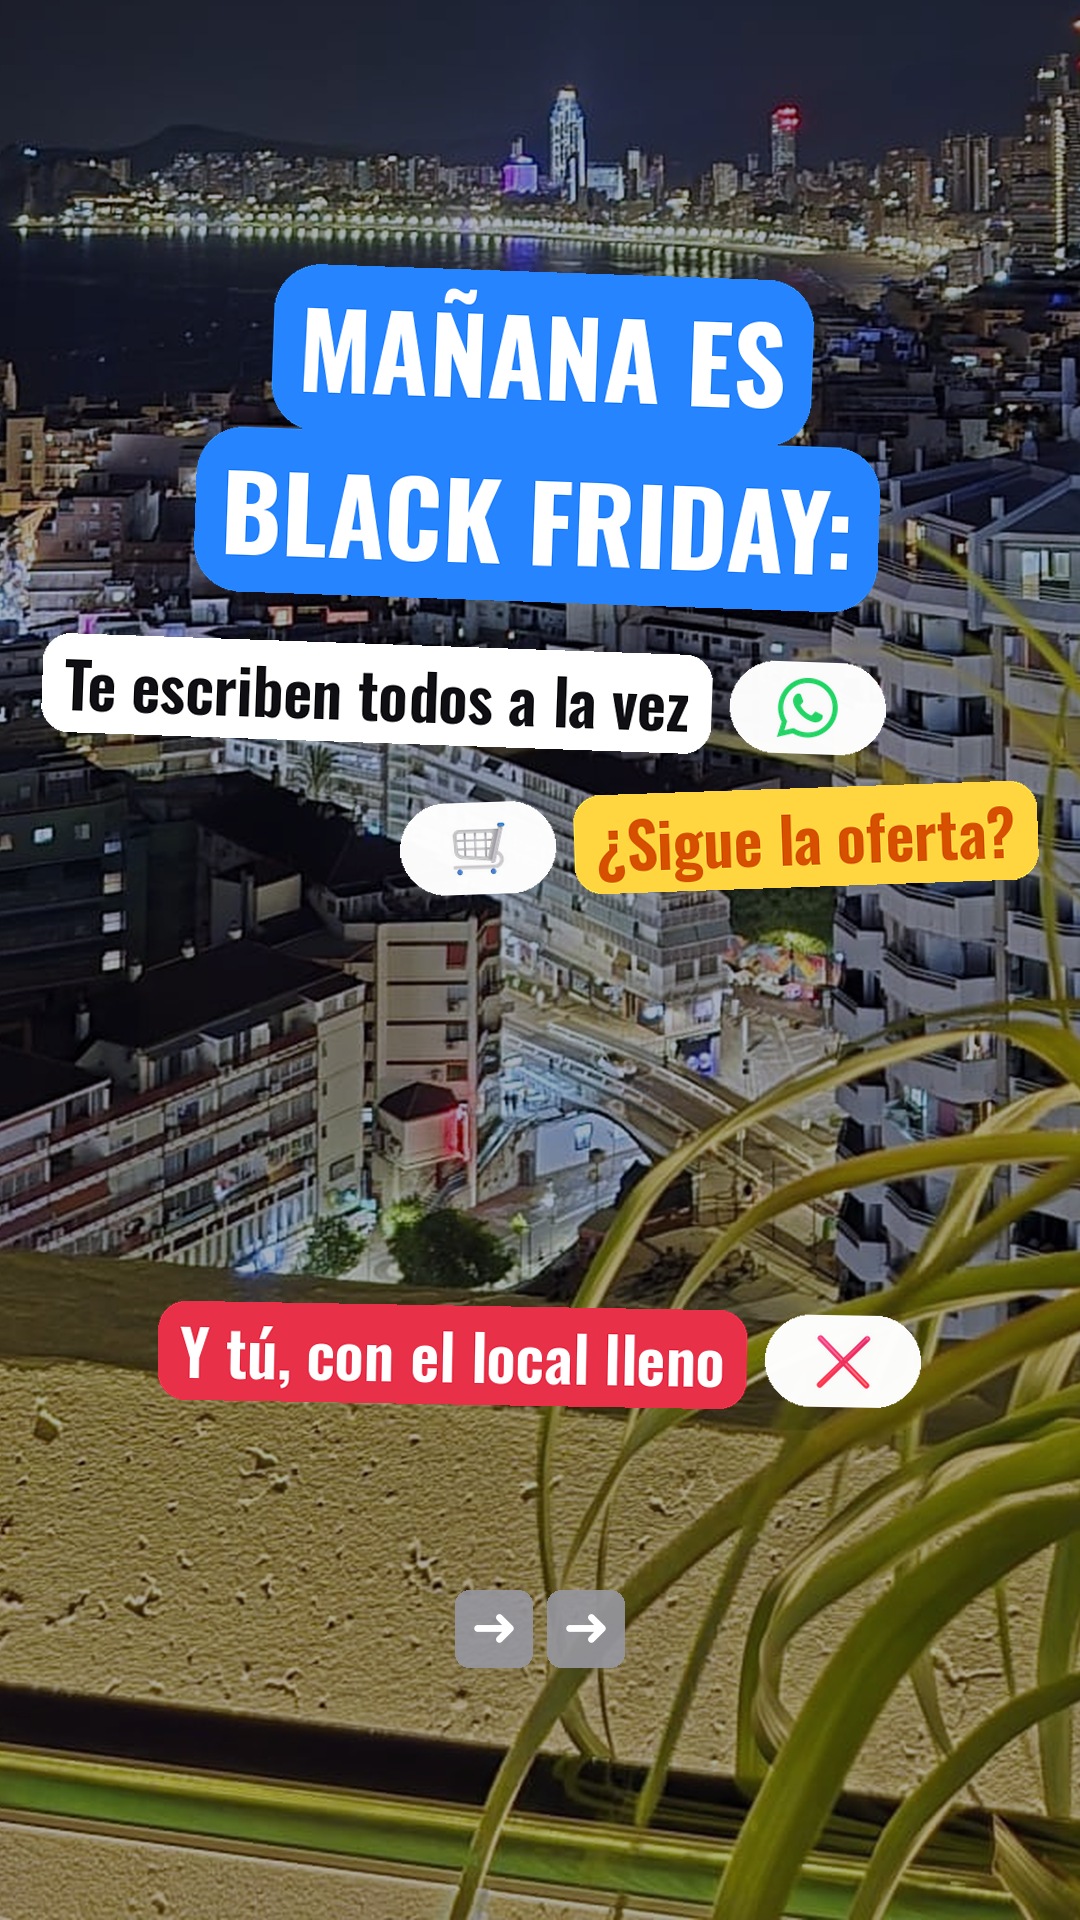 MAÑANA ES
BLACK FRIDAY:
Te escriben todos a la vez
¿Sigue la oferta?
Y tú, con el local lleno